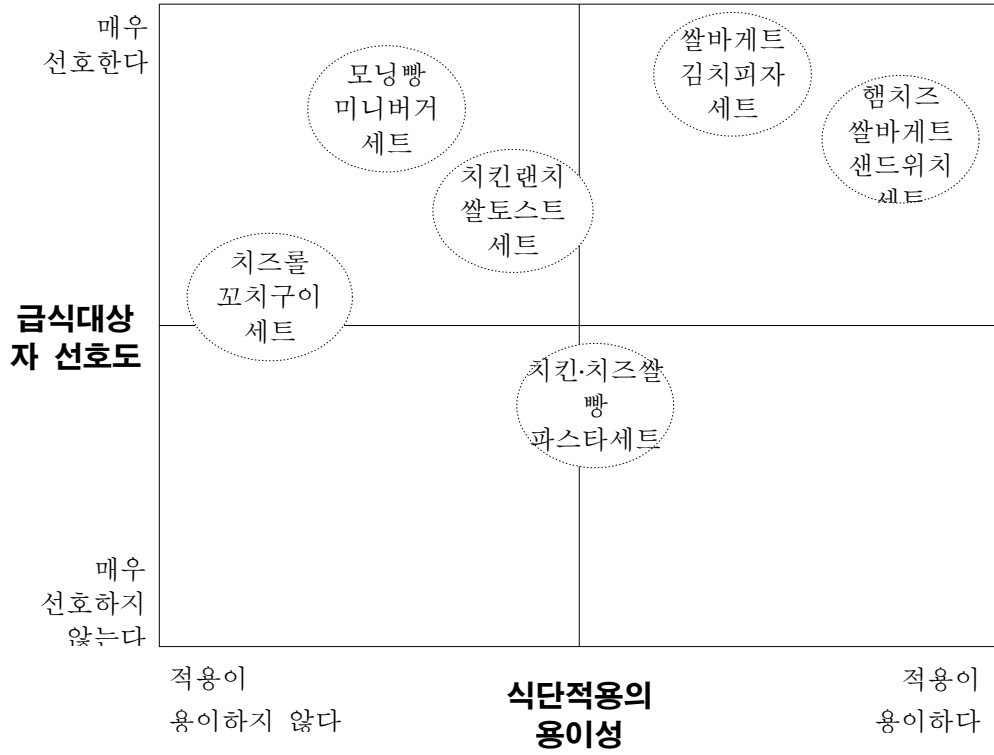 매우
선호한다
모닝빵
미니버거
세트
쌀바게트
김치피자
세트
햄치즈
쌀바게트
샌드위치
세트
치킨랜치
쌀토스트
세트
치즈롤
꼬치구이
세트
급식대상
자 선호도
치킨·치즈쌀
빵
파스타세트
매우
선호하지
않는다
적용이
용이하지 않다
식단적용의
용이성
적용이
용이하다